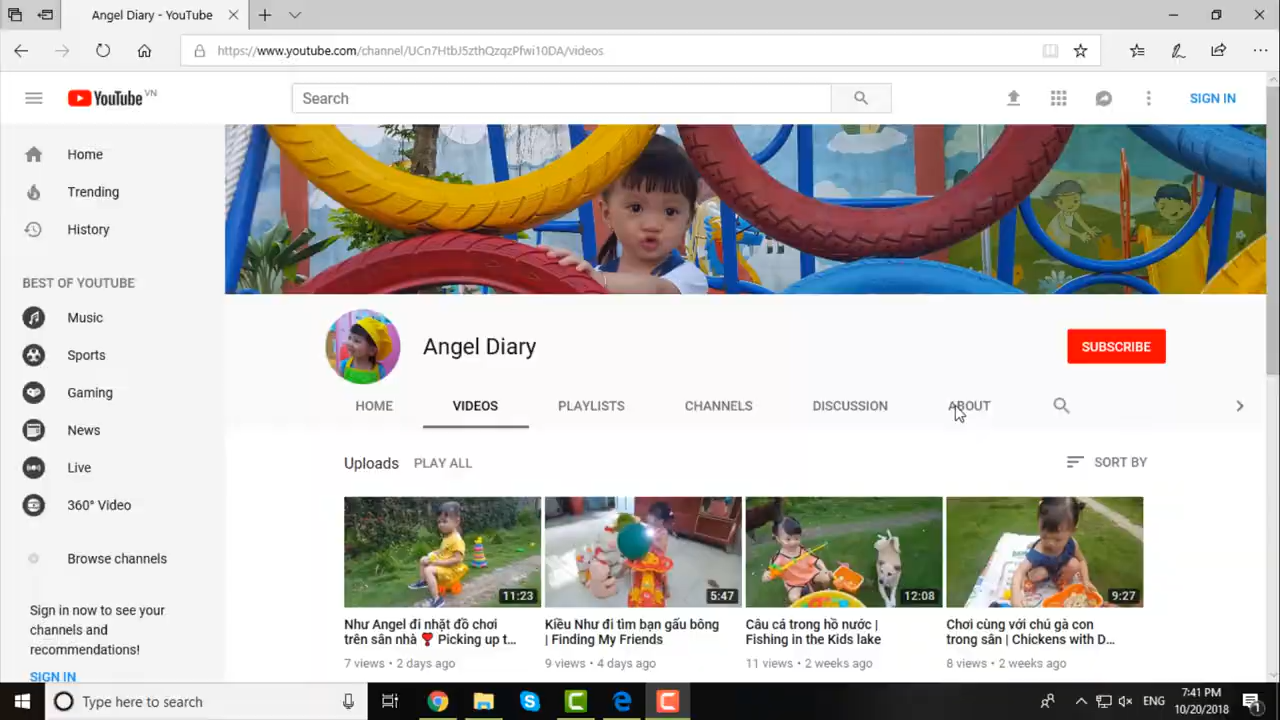 Angel Diary - YouTube
https://www.youtube.com/channel/UCn7HtbJ5zthQzqzPfwi10DA/videos
YouTube VN
Search
SIGN IN
Home
Trending
History
BEST OF YOUTUBE
Music
Sports
Gaming
News
Live
360° Video
Browse channels
Sign in now to see your
channels and
recommendations!
SIGN IN
Angel Diary
SUBSCRIBE
HOME VIDEOS PLAYLISTS CHANNELS DISCUSSION ABOUT
Uploads PLAY ALL
SORT BY
11:23
Như Angel đi nhặt đồ chơi
trên sân nhà ❣ Picking up t...
7 views • 2 days ago
5:47
Kiều Như đi tìm bạn gấu bông
| Finding My Friends
9 views • 4 days ago
12:08
Câu cá trong hồ nước |
Fishing in the Kids lake
11 views • 2 weeks ago
9:27
Chơi cùng với chú gà con
trong sân | Chickens with D...
8 views • 2 weeks ago
Type here to search
ENG
7:41 PM
10/20/2018
1